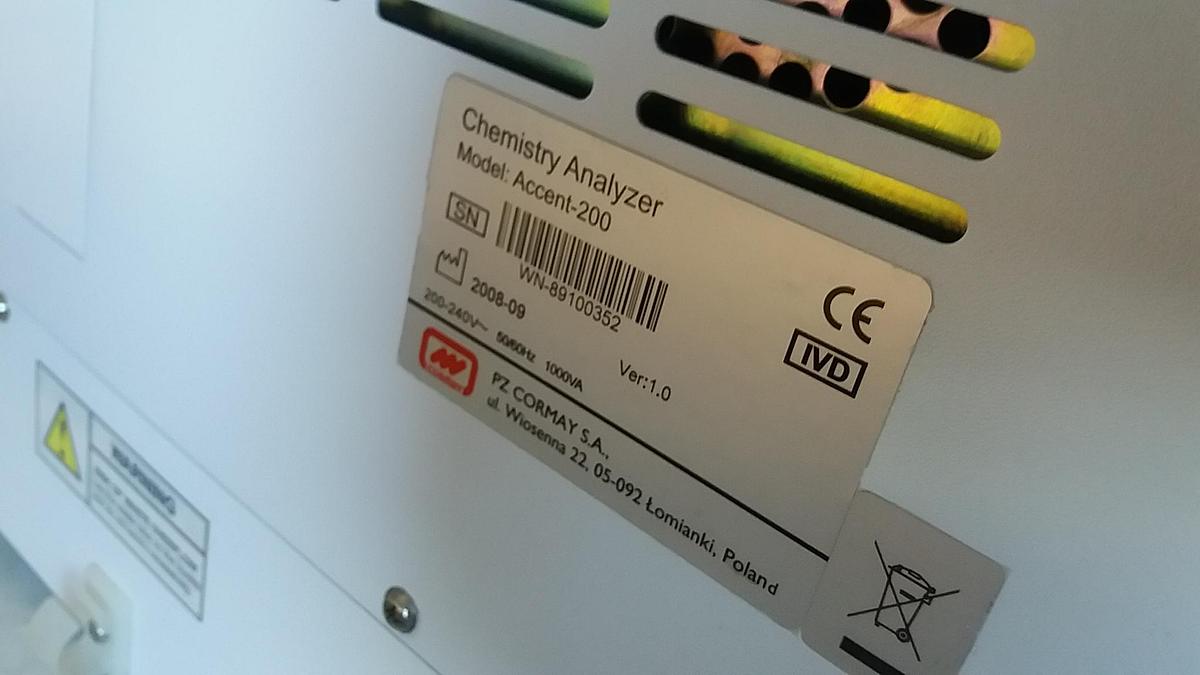 Chemistry Analyzer
Model: Accent-200
SN
WN-89100352
2008-09
200-240V~ 50/60Hz 1000VA
Ver:1.0
CE
IVD
PZ CORMAY S.A.,
ul. Wiosenna 22, 05-092 Łomianki, Poland
WARNING